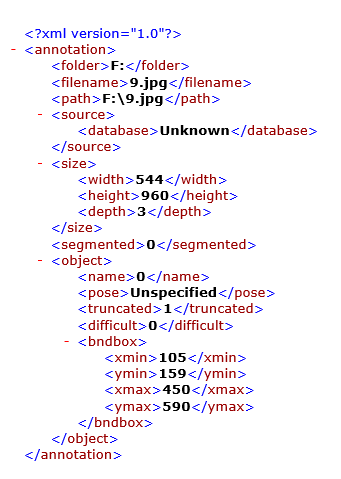 <?xml version="1.0"?>
- <annotation>
<folder>F:</folder>
<filename>9.jpg</filename>
<path>F:\9.jpg</path>
- <source>
<database>Unknown</database>
</source>
- <size>
<width>544</width>
<height>960</height>
<depth>3</depth>
</size>
<segmented>0</segmented>
- <object>
<name>0</name>
<pose>Unspecified</pose>
<truncated>1</truncated>
<difficult>0</difficult>
- <bndbox>
<xmin>105</xmin>
<ymin>159</ymin>
<xmax>450</xmax>
<ymax>590</ymax>
</bndbox>
</object>
</annotation>